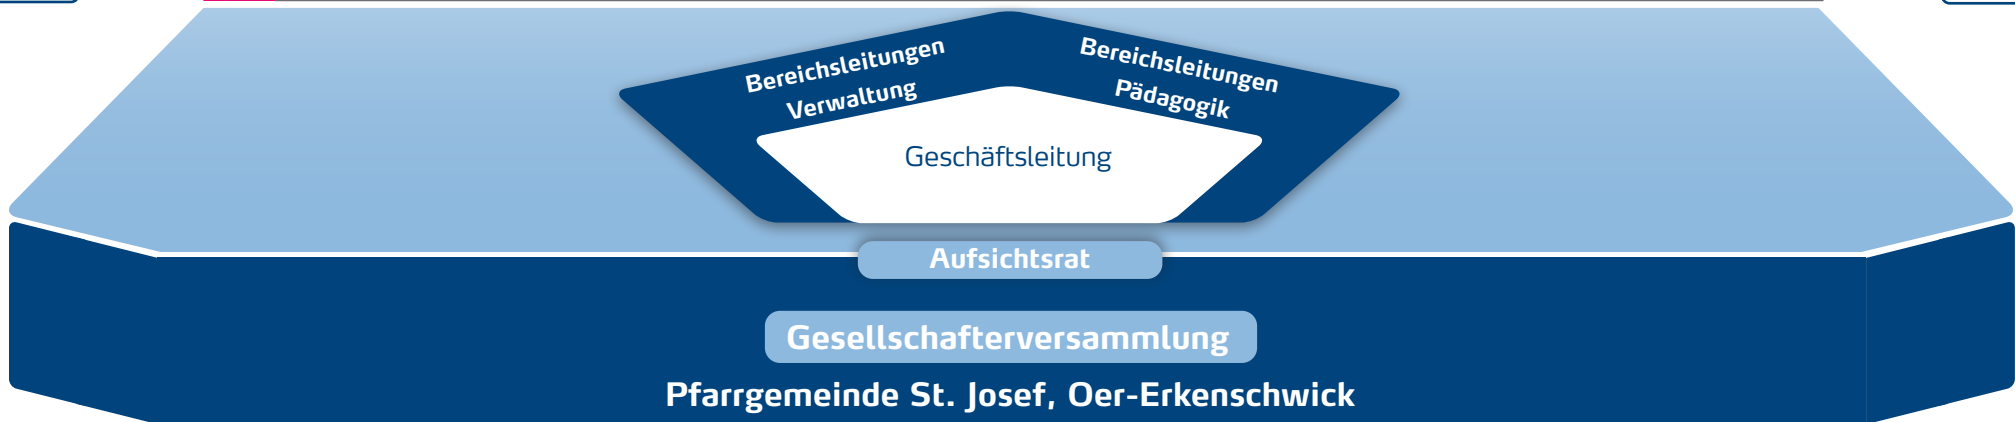 Bereichsleitungen
Verwaltung
Bereichsleitungen
Pädagogik
Geschäftsleitung
Aufsichtsrat
Gesellschafterversammlung
Pfarrgemeinde St. Josef, Oer-Erkenschwick